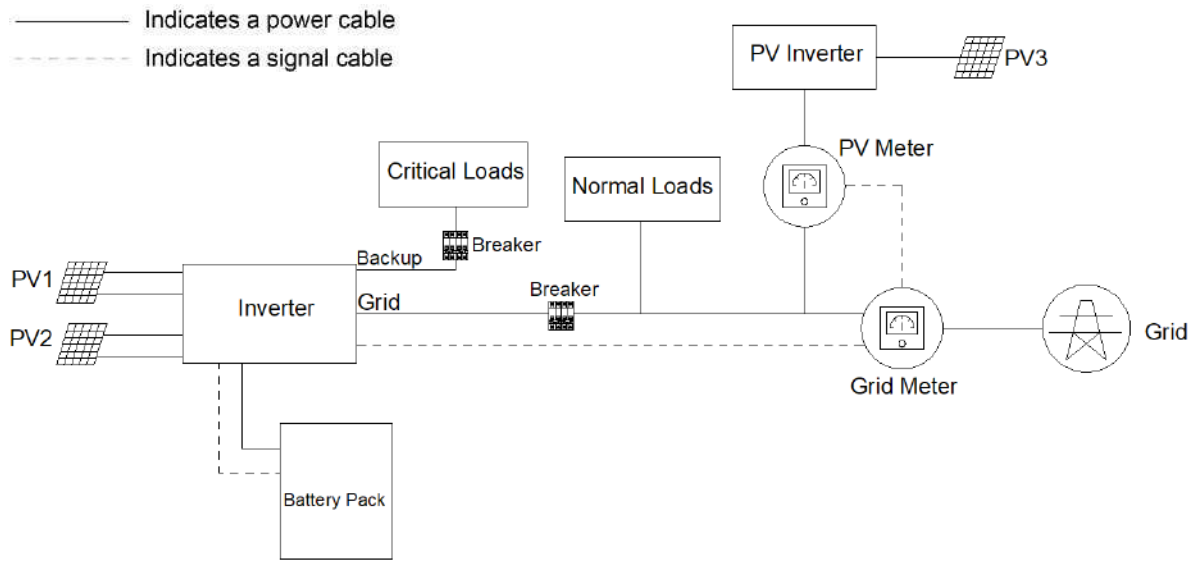 Indicates a power cable
Indicates a signal cable
PV Inverter
PV3
PV Meter
Critical Loads
Normal Loads
Breaker
Backup
PV1
Inverter
Grid
Breaker
PV2
Grid
Grid Meter
Battery Pack